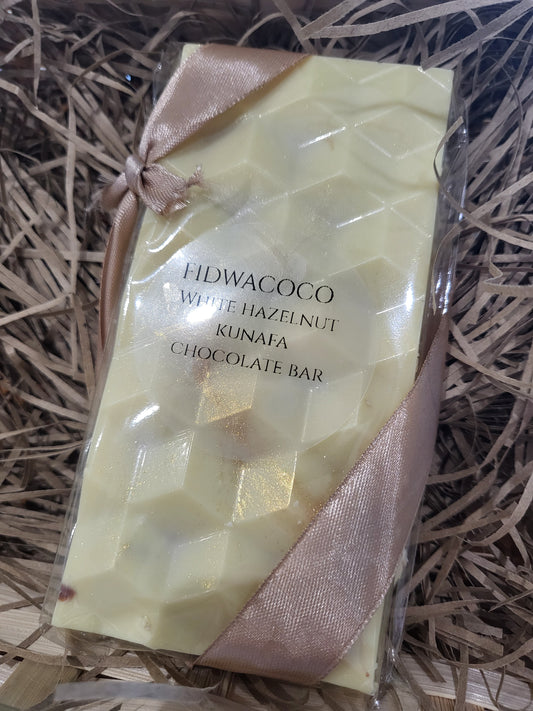 FIDWACOCO
WHITE HAZELNUT
KUNAFA
CHOCOLATE BAR